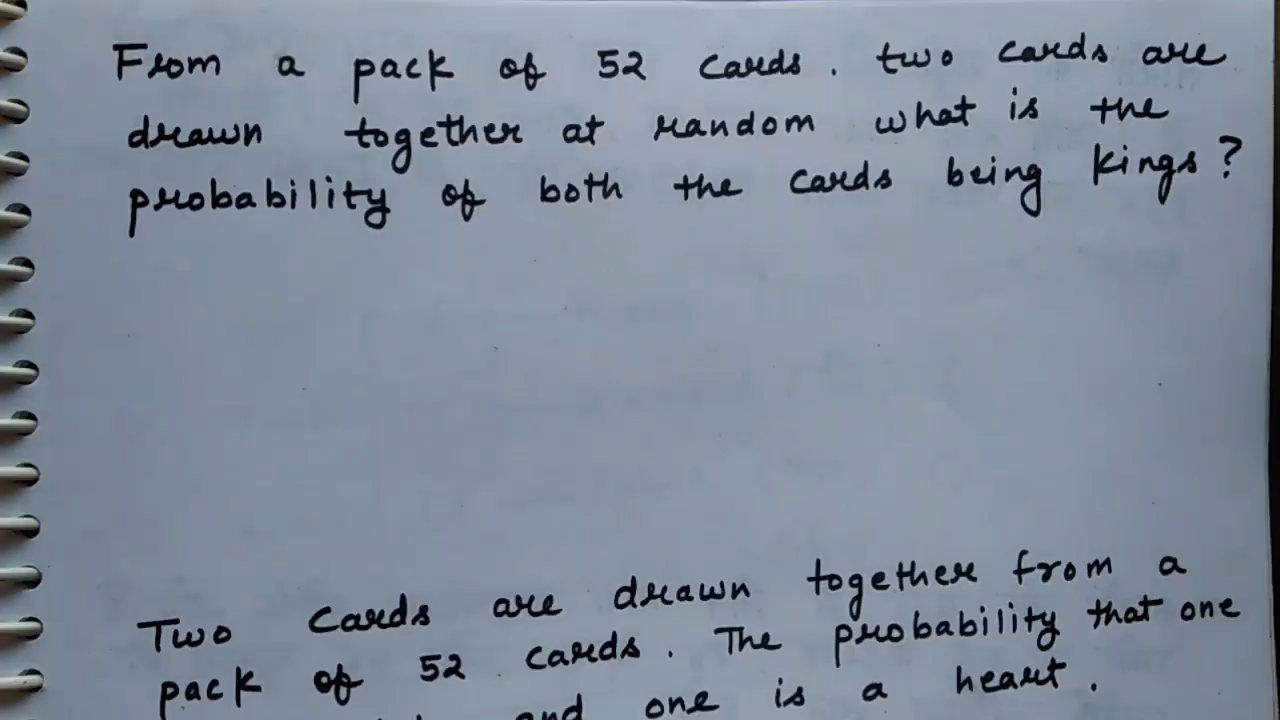 From a pack of 52 cards. two cards are
drawn together at random what is the
probability of both the cards being kings?
Two cards are drawn together from a
pack of 52 cards. The probability that one
and one is a heart.